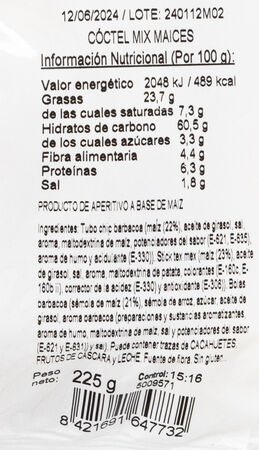 12/06/2024 / LOTE: 240112M02
CÓCTEL MIX MAICES
Información Nutricional (Por 100 g):
Valor energético 2048 kJ / 489 kcal
Grasas 23,7 g
de las cuales saturadas 7,3 g
Hidratos de carbono 60,5 g
de los cuales azúcares 3,3 g
Fibra alimentaria 4,4 g
Proteínas 6,3 g
Sal 1,8 g
PRODUCTO DE APERITIVO A BASE DE MAÍZ
Ingredientes: Tubo chic barbacoa (maíz (22%), aceite de girasol, sal,
aroma, maltodextrina de maíz, potenciadores del sabor (E-621, E-635),
aroma de humo y acidulante (E-330)). Stick tex mex (maíz (23%), aceite
de girasol, sal, aroma, maltodextrina de patata, colorantes (E-160c, E-
160b ii), corrector de la acidez (E-330) y antioxidante (E-306)). Bolas
barbacoa (sémola de maíz (21%), sémola de arroz, azúcar, aceite de
girasol, aroma barbacoa (preparaciones y sustancias aromatizantes,
aroma de humo, maltodextrina de maíz, sal y potenciadores del sabor
(E-621 y E-631)) y sal). Puede contener trazas de CACAHUETES,
FRUTOS DE CÁSCARA y LECHE. Fuente de fibra. Sin gluten.
Peso neto: 225 g
Control: 15:16
5009571
8 421691 647732